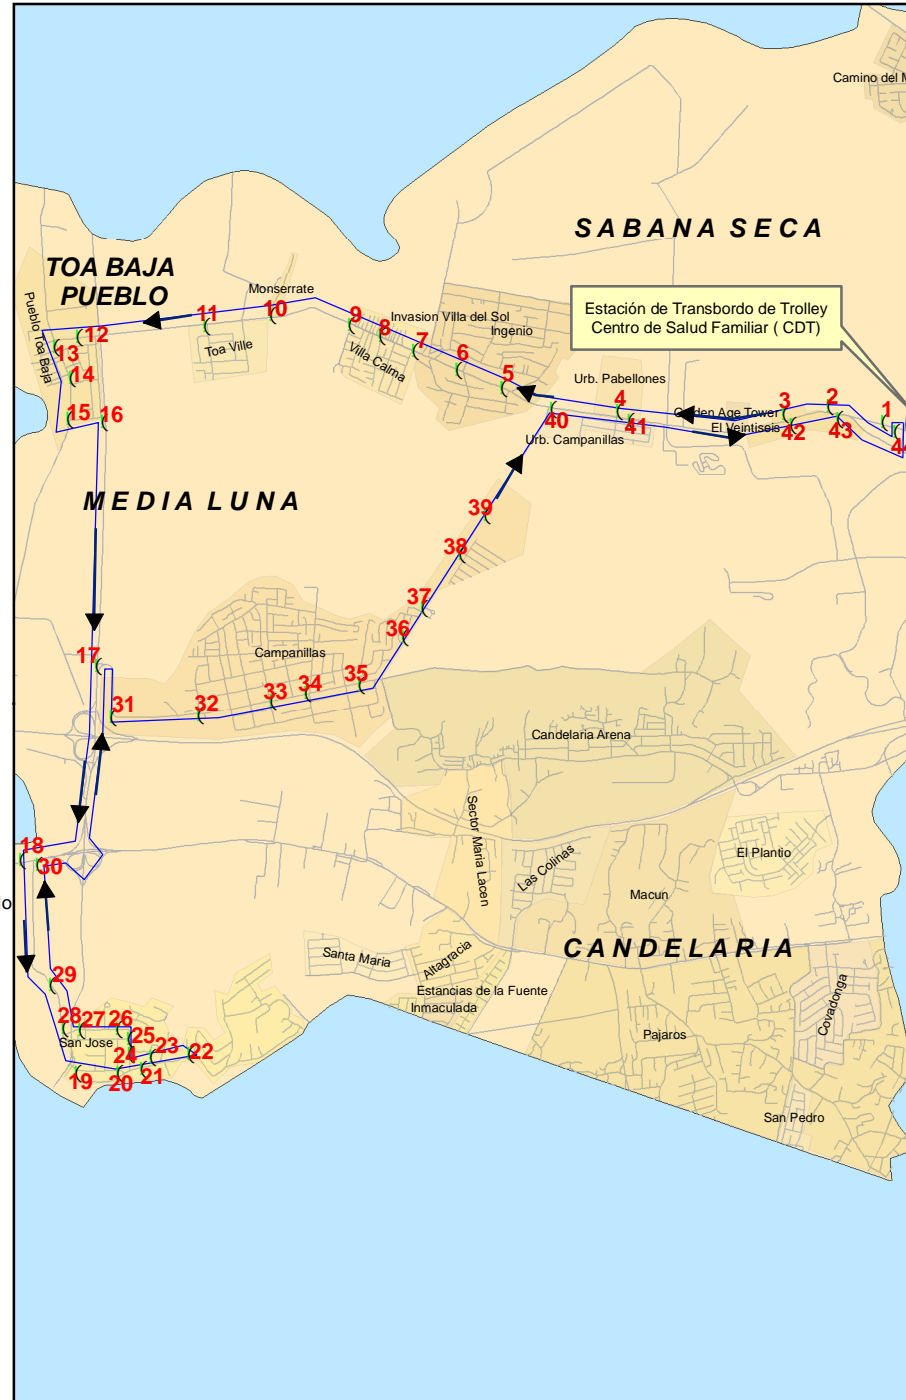 Camino del M
SABANA SECA
TOA BAJA
PUEBLO
Estación de Transbordo de Trolley
Centro de Salud Familiar ( CDT)
Monserrate
11
10
9
8
Invasion Villa del Sol
Ingenio
Pueblo Toa Baja
12
13
14
15
16
Toa Ville
Villa Calma
7
6
5
Urb. Pabellones
4
3
2
1
Golden Age Tower
El Veintiseis
40
41
42
43
44
Urb. Campanillas
MEDIA LUNA
39
38
37
36
35
Campanillas
17
31
32
33
34
Candelaria Arena
Sector Maria Lacen
Las Colinas
El Plantio
Macun
18
30
lo
CANDELARIA
Santa Maria
Altagracia
Estancias de la Fuente
Inmaculada
Covadonga
Pajaros
San Pedro
29
28
27
26
25
San Jose
24
23
22
19
20
21